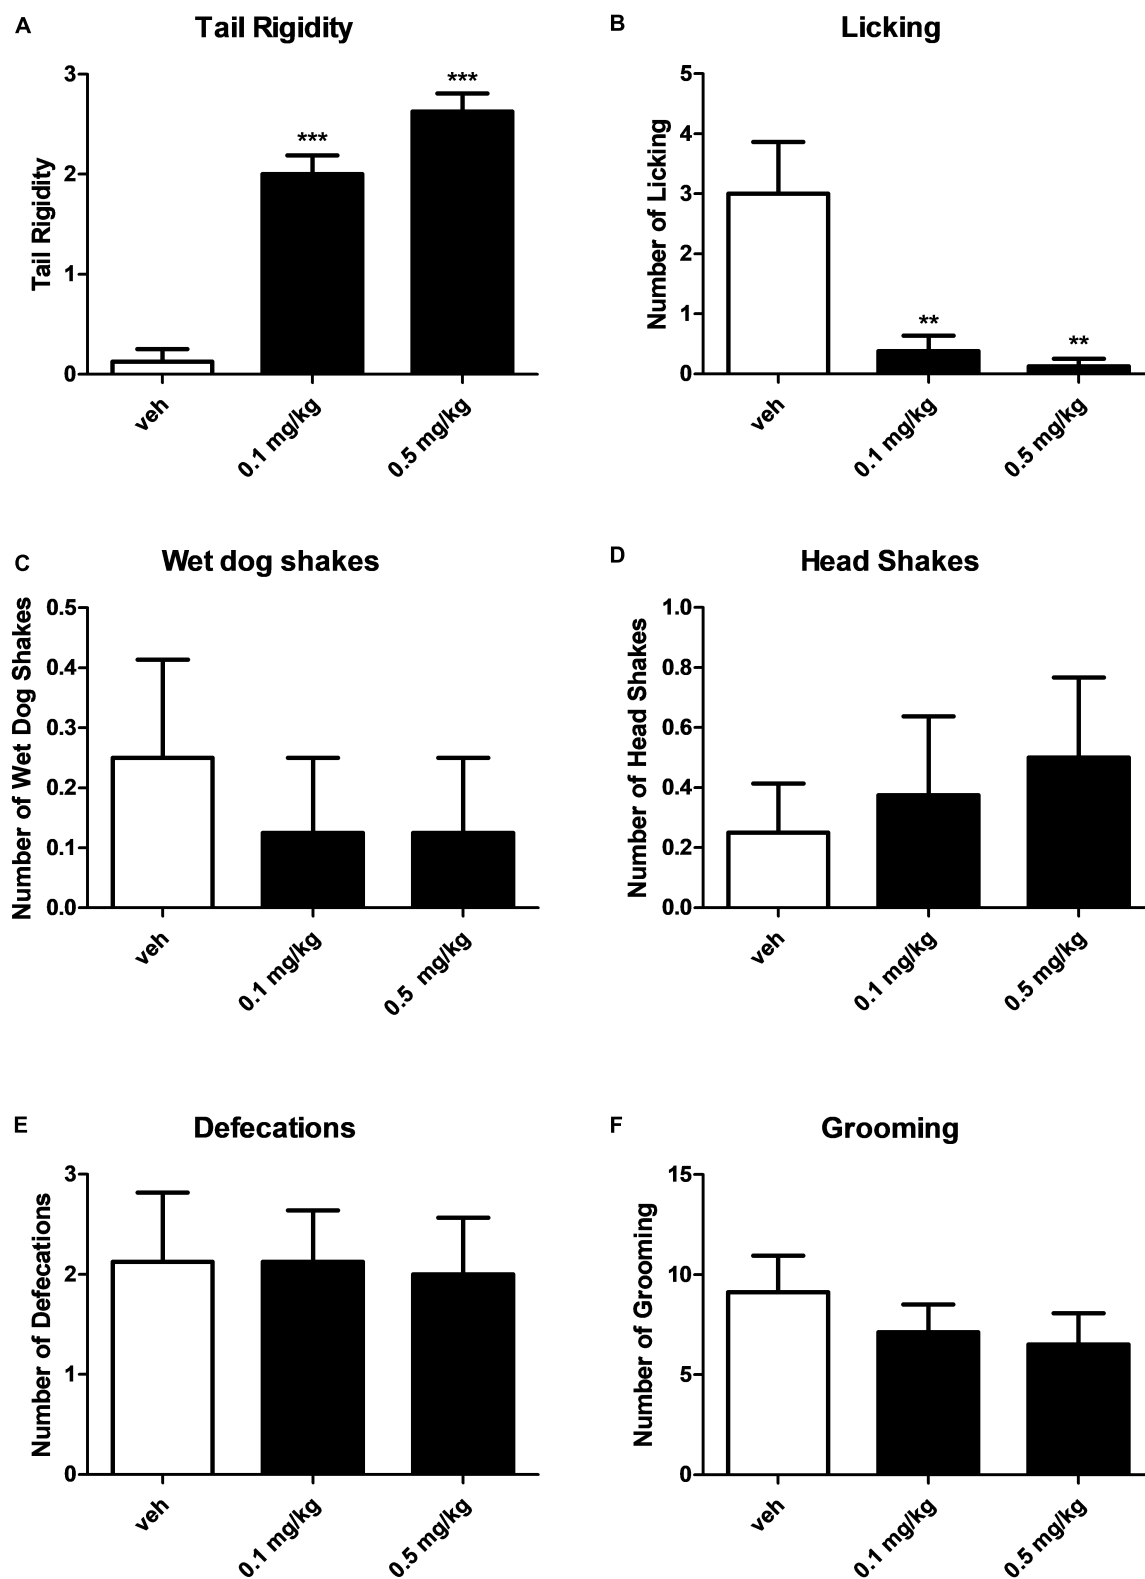 A
Tail Rigidity
Tail Rigidity
3
2
1
0
***
***
veh
0.1 mg/kg
0.5 mg/kg
B
Licking
Number of Licking
5
4
3
2
1
0
**
**
veh
0.1 mg/kg
0.5 mg/kg
C
Wet dog shakes
Number of Wet Dog Shakes
0.5
0.4
0.3
0.2
0.1
0.0
veh
0.1 mg/kg
0.5 mg/kg
D
Head Shakes
Number of Head Shakes
1.0
0.8
0.6
0.4
0.2
0.0
veh
0.1 mg/kg
0.5 mg/kg
E
Defecations
Number of Defecations
3
2
1
0
veh
0.1 mg/kg
0.5 mg/kg
F
Grooming
Number of Grooming
15
10
5
0
veh
0.1 mg/kg
0.5 mg/kg